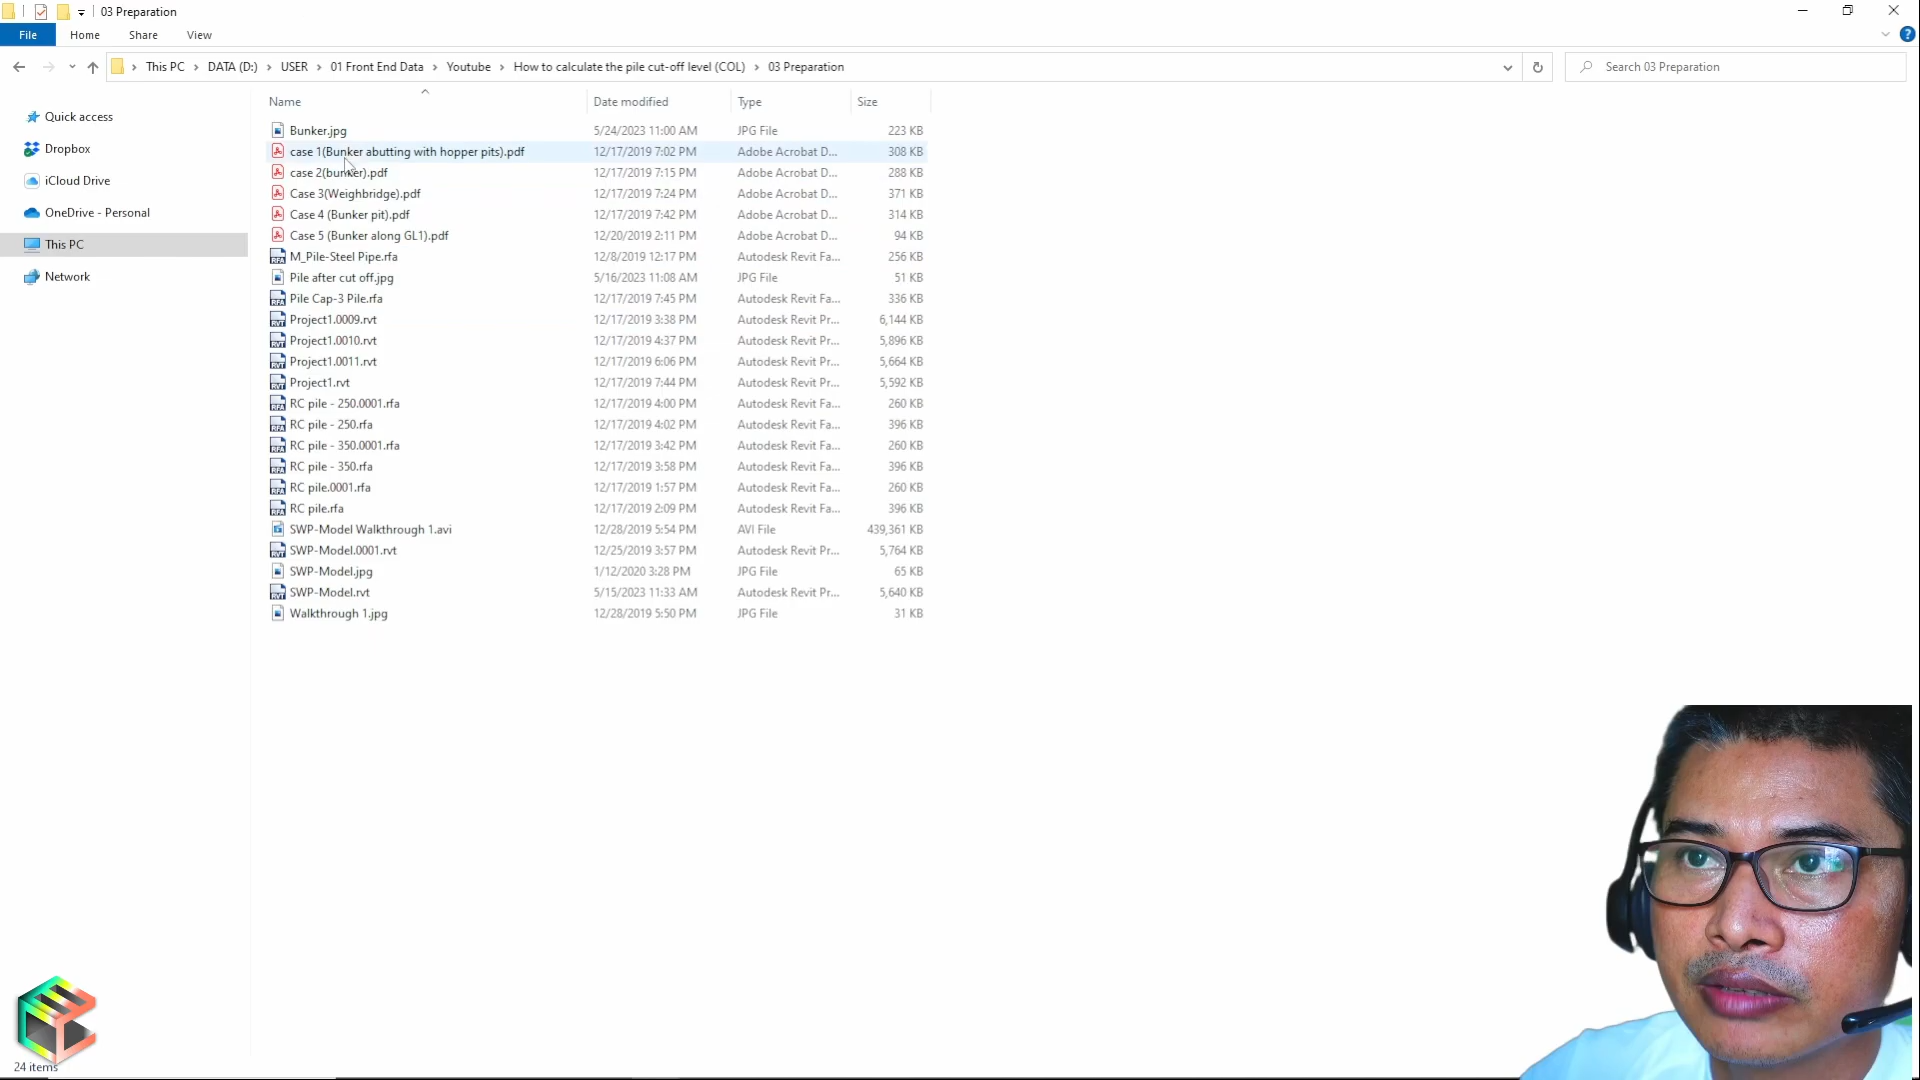 03 Preparation
File Home Share View
This PC DATA (D:) USER 01 Front End Data Youtube How to calculate the pile cut-off level (COL) 03 Preparation Search 03 Preparation
Quick access
Dropbox
iCloud Drive
OneDrive - Personal
This PC
Network
Name Date modified Type Size
Bunker.jpg 5/24/2023 11:00 AM JPG File 223 KB
case 1(Bunker abutting with hopper pits).pdf 12/17/2019 7:02 PM Adobe Acrobat D... 308 KB
case 2(bunker).pdf 12/17/2019 7:15 PM Adobe Acrobat D... 288 KB
Case 3(Weighbridge).pdf 12/17/2019 7:24 PM Adobe Acrobat D... 371 KB
Case 4 (Bunker pit).pdf 12/17/2019 7:42 PM Adobe Acrobat D... 314 KB
Case 5 (Bunker along GL1).pdf 12/20/2019 2:11 PM Adobe Acrobat D... 94 KB
M_Pile-Steel Pipe.rfa 12/8/2019 12:17 PM Autodesk Revit Fa... 256 KB
Pile after cut off.jpg 5/16/2023 11:08 AM JPG File 51 KB
Pile Cap-3 Pile.rfa 12/17/2019 7:45 PM Autodesk Revit Fa... 336 KB
Project1.0009.rvt 12/17/2019 3:38 PM Autodesk Revit Pr... 6,144 KB
Project1.0010.rvt 12/17/2019 4:37 PM Autodesk Revit Pr... 5,896 KB
Project1.0011.rvt 12/17/2019 6:06 PM Autodesk Revit Pr... 5,664 KB
Project1.rvt 12/17/2019 7:44 PM Autodesk Revit Pr... 5,592 KB
RC pile - 250.0001.rfa 12/17/2019 4:00 PM Autodesk Revit Fa... 260 KB
RC pile - 250.rfa 12/17/2019 4:02 PM Autodesk Revit Fa... 396 KB
RC pile - 350.0001.rfa 12/17/2019 3:42 PM Autodesk Revit Fa... 260 KB
RC pile - 350.rfa 12/17/2019 3:58 PM Autodesk Revit Fa... 396 KB
RC pile.0001.rfa 12/17/2019 1:57 PM Autodesk Revit Fa... 260 KB
RC pile.rfa 12/17/2019 2:09 PM Autodesk Revit Fa... 396 KB
SWP-Model Walkthrough 1.avi 12/28/2019 5:54 PM AVI File 439,361 KB
SWP-Model.0001.rvt 12/25/2019 3:57 PM Autodesk Revit Pr... 5,764 KB
SWP-Model.jpg 1/12/2020 3:28 PM JPG File 65 KB
SWP-Model.rvt 5/15/2023 11:33 AM Autodesk Revit Pr... 5,640 KB
Walkthrough 1.jpg 12/28/2019 5:50 PM JPG File 31 KB
24 items